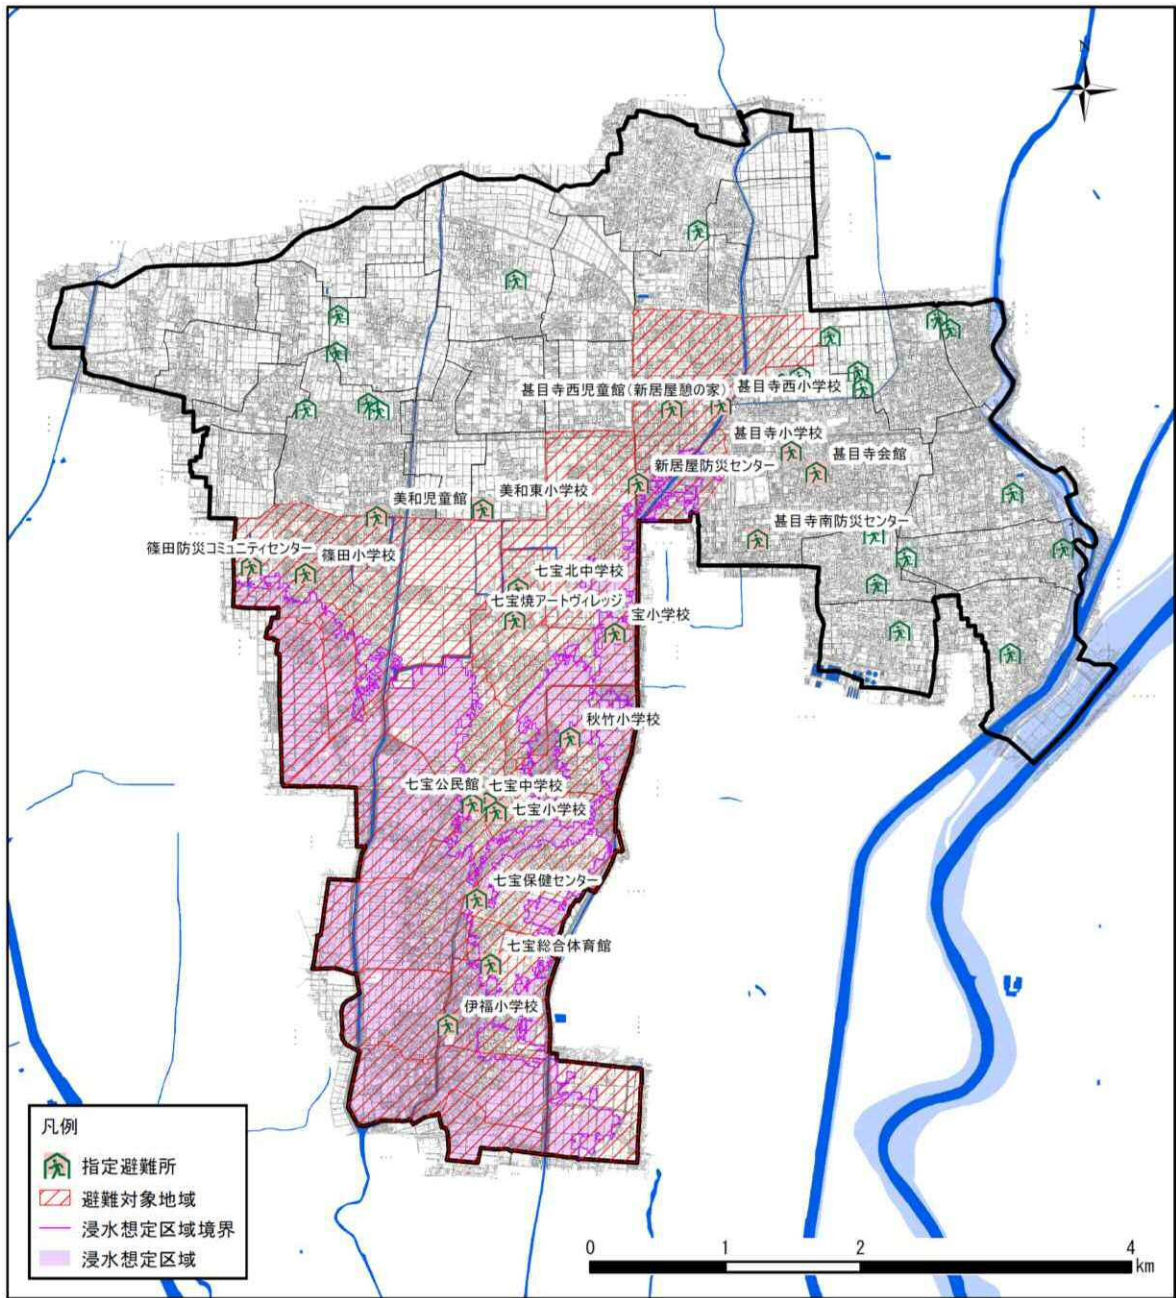 N
甚目寺西児童館(新居屋憩の家)
甚目寺西小学校
甚目寺小学校
甚目寺会館
新居屋防災センター
美和東小学校
美和児童館
甚目寺南防災センター
篠田防災コミュニティセンター
篠田小学校
七宝北中学校
七宝焼アートヴィレッジ
宝小学校
秋竹小学校
七宝公民館
七宝中学校
七宝小学校
七宝保健センター
七宝総合体育館
伊福小学校
凡例
指定避難所
避難対象地域
浸水想定区域境界
浸水想定区域
0 1 2 4
km